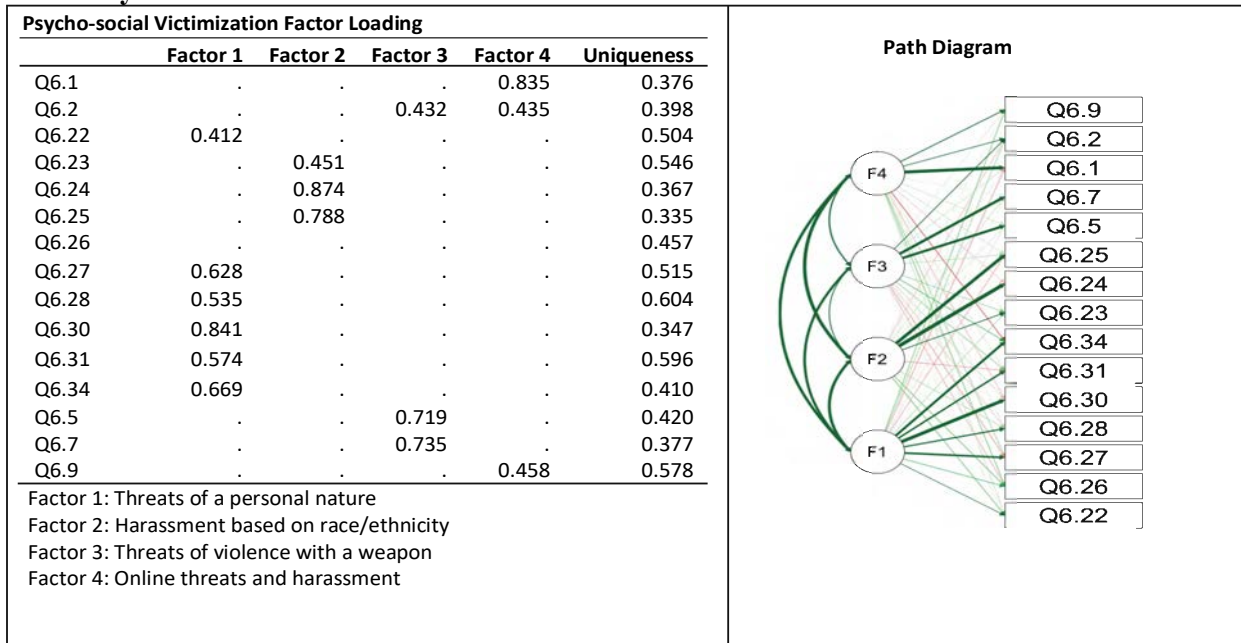 Psycho-social Victimization Factor Loading
Factor 1 Factor 2 Factor 3 Factor 4 Uniqueness
Q6.1 . . . 0.835 0.376
Q6.2 . . 0.432 0.435 0.398
Q6.22 0.412 . . . 0.504
Q6.23 . 0.451 . . 0.546
Q6.24 . 0.874 . . 0.367
Q6.25 . 0.788 . . 0.335
Q6.26 . . . . 0.457
Q6.27 0.628 . . . 0.515
Q6.28 0.535 . . . 0.604
Q6.30 0.841 . . . 0.347
Q6.31 0.574 . . . 0.596
Q6.34 0.669 . . . 0.410
Q6.5 . . 0.719 . 0.420
Q6.7 . . 0.735 . 0.377
Q6.9 . . . 0.458 0.578
Factor 1: Threats of a personal nature
Factor 2: Harassment based on race/ethnicity
Factor 3: Threats of violence with a weapon
Factor 4: Online threats and harassment
Path Diagram
F4
F3
F2
F1
Q6.9
Q6.2
Q6.1
Q6.7
Q6.5
Q6.25
Q6.24
Q6.23
Q6.34
Q6.31
Q6.30
Q6.28
Q6.27
Q6.26
Q6.22